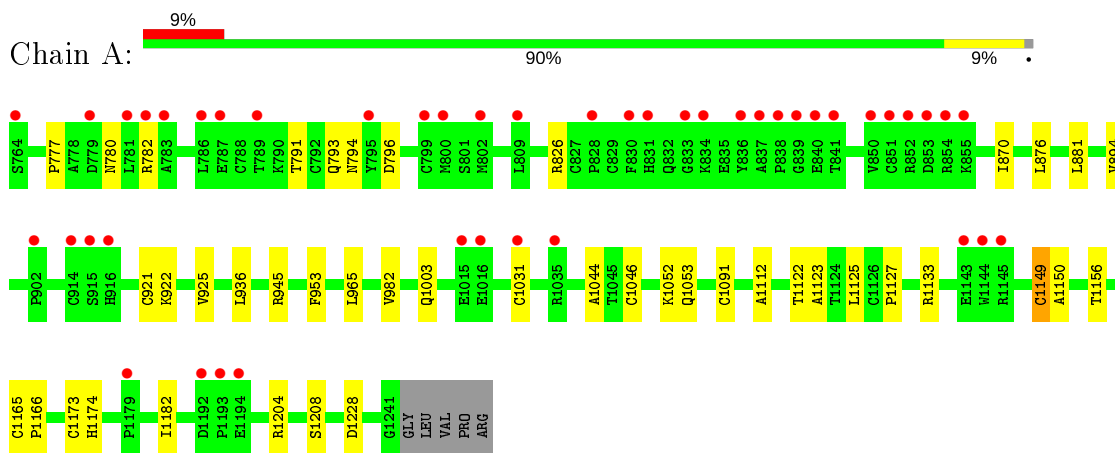 9%
Chain A:
90% 9% •
S764 P777 A778 D779 N780 L781 R782 A783 L786 E787 C788 T789 K790 T791 C792 Q793 N794 Y795 D796 C799 M800 S801 M802 L809 R826 C827 P828 C829 F830 H831 Q832 G833 K834 E835 Y836 A837 P838 G839 E840 T841 V850 C851 R852 D853 R854 K855 I870 L876 L881
P902 C914 S915 H916 C921 K922 V925 L936 R945 F953 L965 V982 Q1003 E1015 E1016 C1031 R1035 A1044 T1045 C1046 K1052 Q1053 C1091 A1112 T1122 A1123 T1124 L1125 C1126 P1127 R1133 E1143 W1144 R1145 C1149 A1150 T1156
C1165 P1166 C1173 H1174 P1179 I1182 D1192 P1193 E1194 R1204 S1208 D1228 G1241 GLY LEU VAL PRO ARG